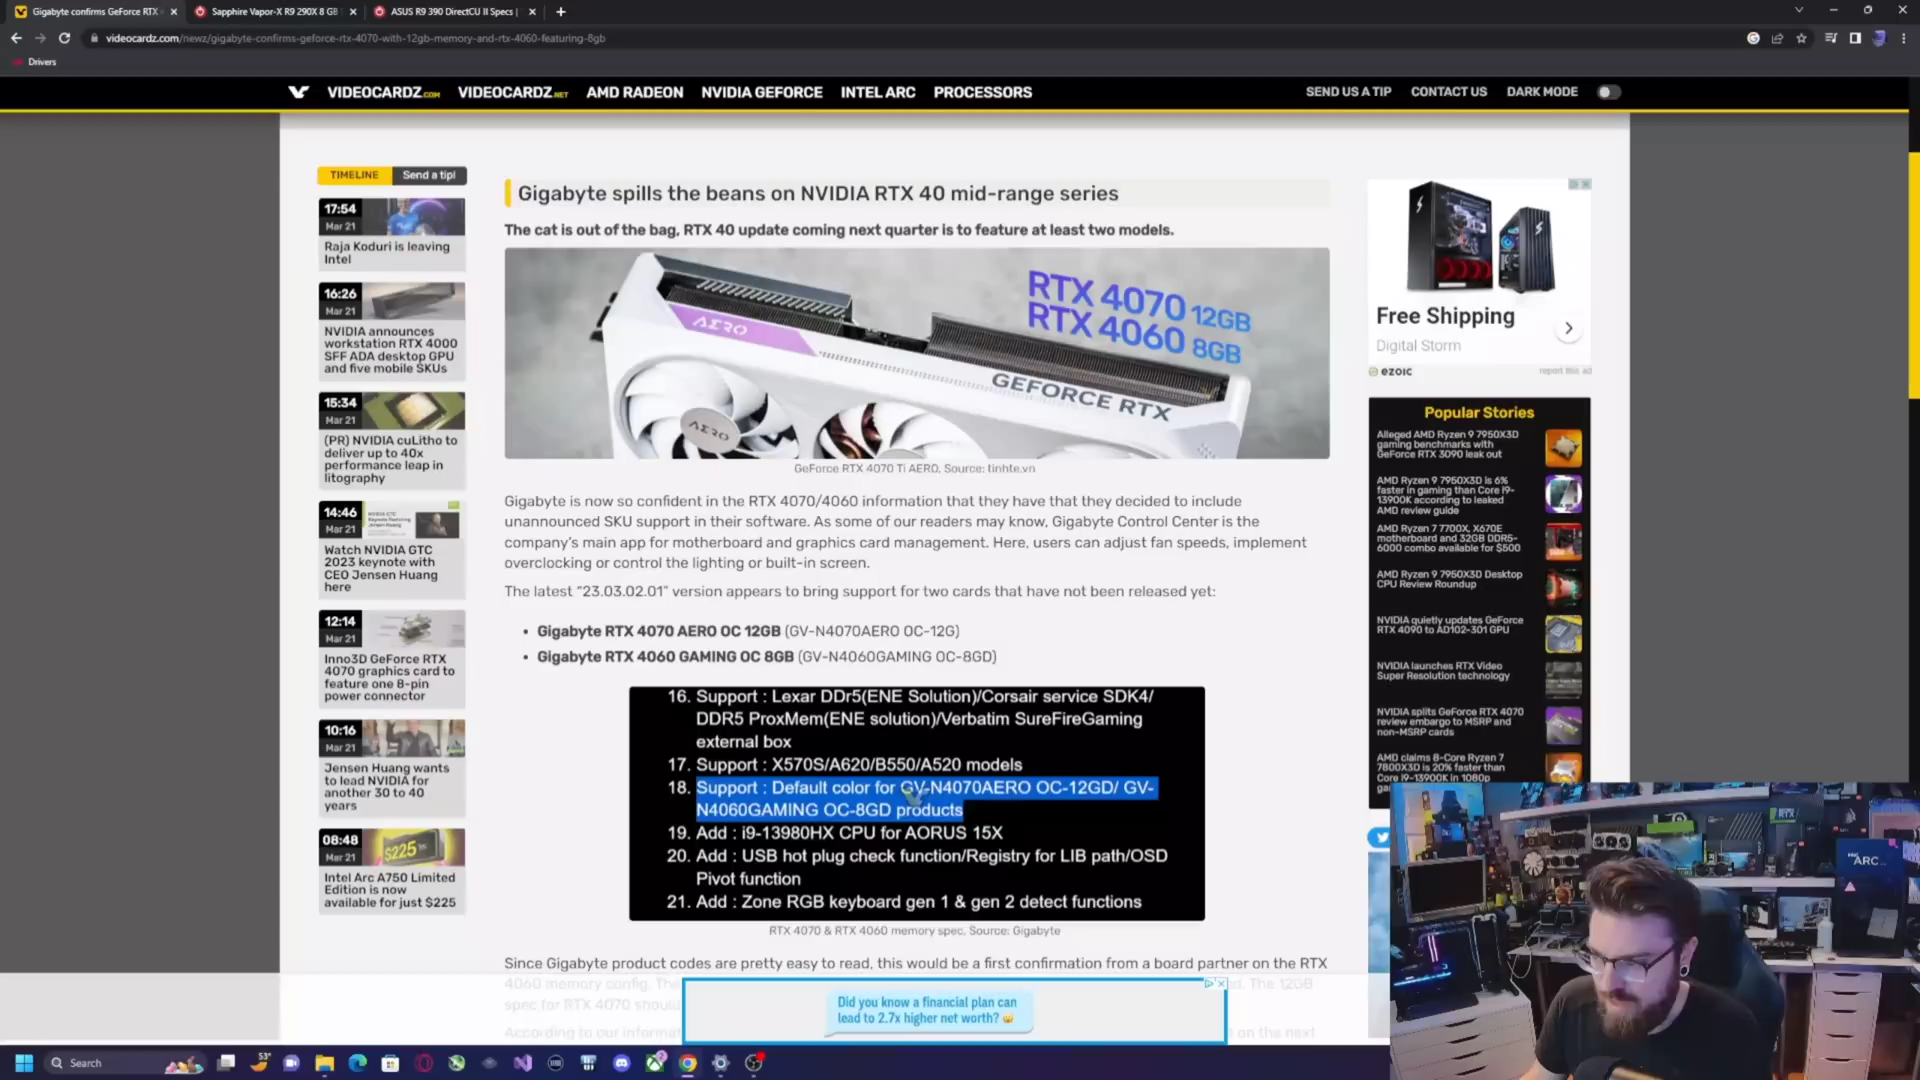 Gigabyte confirms GeForce RTX
Sapphire Vapor-X R9 290X 8 GB
ASUS R9 390 DirectCU II Specs |
videocardz.com/newz/gigabyte-confirms-geforce-rtx-4070-with-12gb-memory-and-rtx-4060-featuring-8gb
Drivers
VIDEOCARDZ.COM VIDEOCARDZ.NET AMD RADEON NVIDIA GEFORCE INTEL ARC PROCESSORS
SEND US A TIP CONTACT US DARK MODE
TIMELINE Send a tip!
17:54
Mar 21
Raja Koduri is leaving
Intel
16:26
Mar 21
NVIDIA announces
workstation RTX 4000
SFF ADA desktop GPU
and five mobile SKUs
15:34
Mar 21
(PR) NVIDIA cuLitho to
deliver up to 40x
performance leap in
litography
14:46
Mar 21
Watch NVIDIA GTC
2023 keynote with
CEO Jensen Huang
here
12:14
Mar 21
Inno3D GeForce RTX
4070 graphics card to
feature one 8-pin
power connector
10:16
Mar 21
Jensen Huang wants
to lead NVIDIA for
another 30 to 40
years
08:48
Mar 21
$225
Intel Arc A750 Limited
Edition is now
available for just $225
Gigabyte spills the beans on NVIDIA RTX 40 mid-range series
The cat is out of the bag, RTX 40 update coming next quarter is to feature at least two models.
RTX 4070 12GB
RTX 4060 8GB
AERO
GEFORCE RTX
AERO
GeForce RTX 4070 Ti AERO, Source: tinhte.vn
Gigabyte is now so confident in the RTX 4070/4060 information that they have that they decided to include
unannounced SKU support in their software. As some of our readers may know, Gigabyte Control Center is the
company's main app for motherboard and graphics card management. Here, users can adjust fan speeds, implement
overclocking or control the lighting or built-in screen.
The latest "23.03.02.01" version appears to bring support for two cards that have not been released yet:
• Gigabyte RTX 4070 AERO OC 12GB (GV-N4070AERO OC-12G)
• Gigabyte RTX 4060 GAMING OC 8GB (GV-N4060GAMING OC-8GD)
16. Support : Lexar DDr5(ENE Solution)/Corsair service SDK4/
DDR5 ProxMem(ENE solution)/Verbatim SureFireGaming
external box
17. Support : X570S/A620/B550/A520 models
18. Support : Default color for GV-N4070AERO OC-12GD/ GV-
N4060GAMING OC-8GD products
19. Add : i9-13980HX CPU for AORUS 15X
20. Add : USB hot plug check function/Registry for LIB path/OSD
Pivot function
21. Add : Zone RGB keyboard gen 1 & gen 2 detect functions
RTX 4070 & RTX 4060 memory spec, Source: Gigabyte
Since Gigabyte product codes are pretty easy to read, this would be a first confirmation from a board partner on the RTX
4060 memory config. The 12GB
spec for RTX 4070 shoul
According to our informat on the next
Did you know a financial plan can
lead to 2.7x higher net worth?
Free Shipping
Digital Storm
ezoic report this ad
Popular Stories
Alleged AMD Ryzen 9 7950X3D
gaming benchmarks with
GeForce RTX 3090 leak out
AMD Ryzen 9 7950X3D is 6%
faster in gaming than Core i9-
13900K according to leaked
AMD review guide
AMD Ryzen 7 7700X, X670E
motherboard and 32GB DDR5-
6000 combo available for $500
AMD Ryzen 9 7950X3D Desktop
CPU Review Roundup
NVIDIA quietly updates GeForce
RTX 4090 to AD102-301 GPU
NVIDIA launches RTX Video
Super Resolution technology
NVIDIA splits GeForce RTX 4070
review embargo to MSRP and
non-MSRP cards
AMD claims 8-Core Ryzen 7
7800X3D is 20% faster than
Core i9-13900K in 1080p
ARC
Search
53°